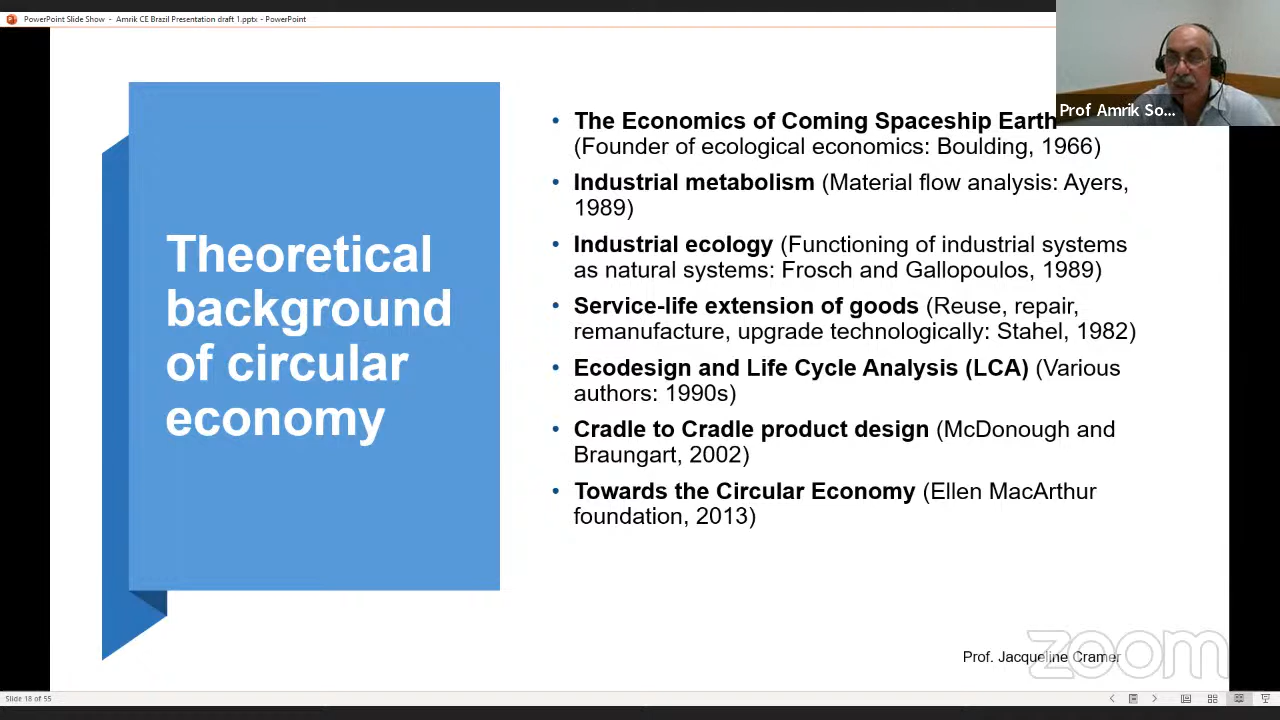 PowerPoint Slide Show - Amrik CE Brazil Presentation draft 1.pptx - PowerPoint
Prof Amrik So...
Theoretical
background
of circular
economy
• The Economics of Coming Spaceship Earth
(Founder of ecological economics: Boulding, 1966)
• Industrial metabolism (Material flow analysis: Ayers,
1989)
• Industrial ecology (Functioning of industrial systems
as natural systems: Frosch and Gallopoulos, 1989)
• Service-life extension of goods (Reuse, repair,
remanufacture, upgrade technologically: Stahel, 1982)
• Ecodesign and Life Cycle Analysis (LCA) (Various
authors: 1990s)
• Cradle to Cradle product design (McDonough and
Braungart, 2002)
• Towards the Circular Economy (Ellen MacArthur
foundation, 2013)
Prof. Jacqueline Cramer
zoom
Slide 18 of 55